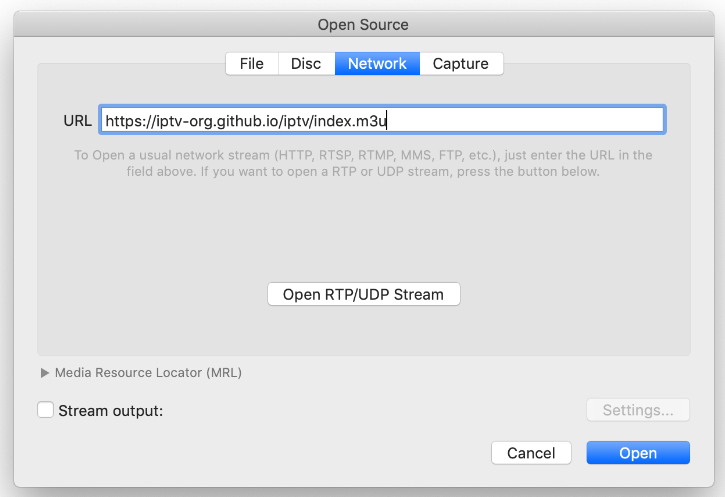 Open Source
File Disc Network Capture
URL https://iptv-org.github.io/iptv/index.m3u
To Open a usual network stream (HTTP, RTSP, RTMP, MMS, FTP, etc.), just enter the URL in the
field above. If you want to open a RTP or UDP stream, press the button below.
Open RTP/UDP Stream
Media Resource Locator (MRL)
Stream output: Settings...
Cancel Open